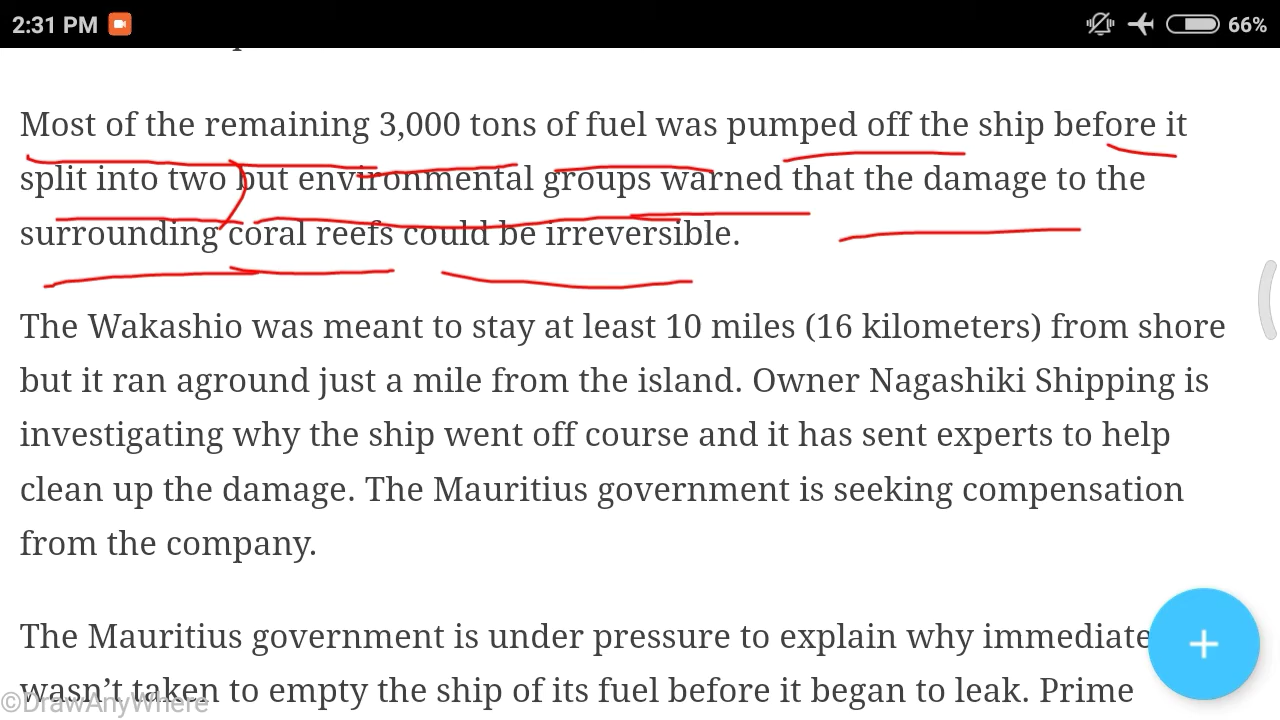 2:31 PM 66%
Most of the remaining 3,000 tons of fuel was pumped off the ship before it
split into two but environmental groups warned that the damage to the
surrounding coral reefs could be irreversible.
The Wakashio was meant to stay at least 10 miles (16 kilometers) from shore
but it ran aground just a mile from the island. Owner Nagashiki Shipping is
investigating why the ship went off course and it has sent experts to help
clean up the damage. The Mauritius government is seeking compensation
from the company.
The Mauritius government is under pressure to explain why immediate
wasn’t taken to empty the ship of its fuel before it began to leak. Prime
©DrawAnyWhere